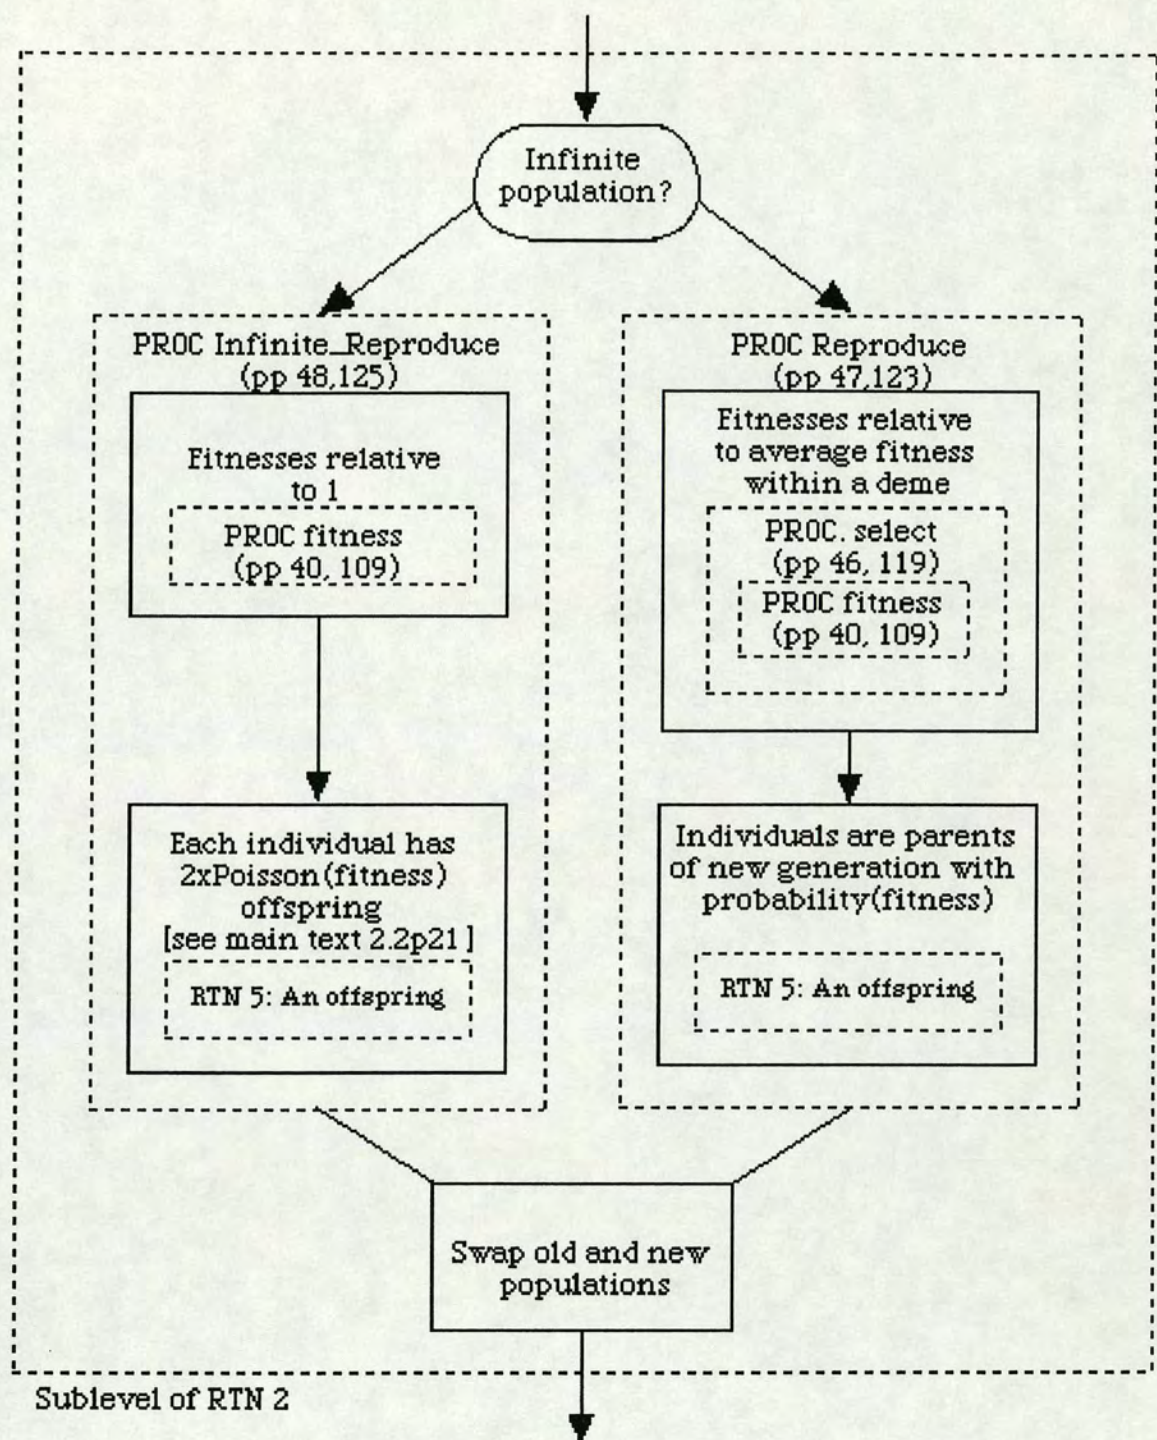 Infinite
population?
PROC Infinite_Reproduce
(pp 48,125)
Fitnesses relative
to 1
PROC fitness
(pp 40, 109)
Each individual has
2xPoisson(fitness)
offspring
[see main text 2.2p21 ]
RTN 5: An offspring
PROC Reproduce
(pp 47,123)
Fitnesses relative
to average fitness
within a deme
PROC. select
(pp 46, 119)
PROC fitness
(pp 40, 109)
Individuals are parents
of new generation with
probability(fitness)
RTN 5: An offspring
Swap old and new
populations
Sublevel of RTN 2